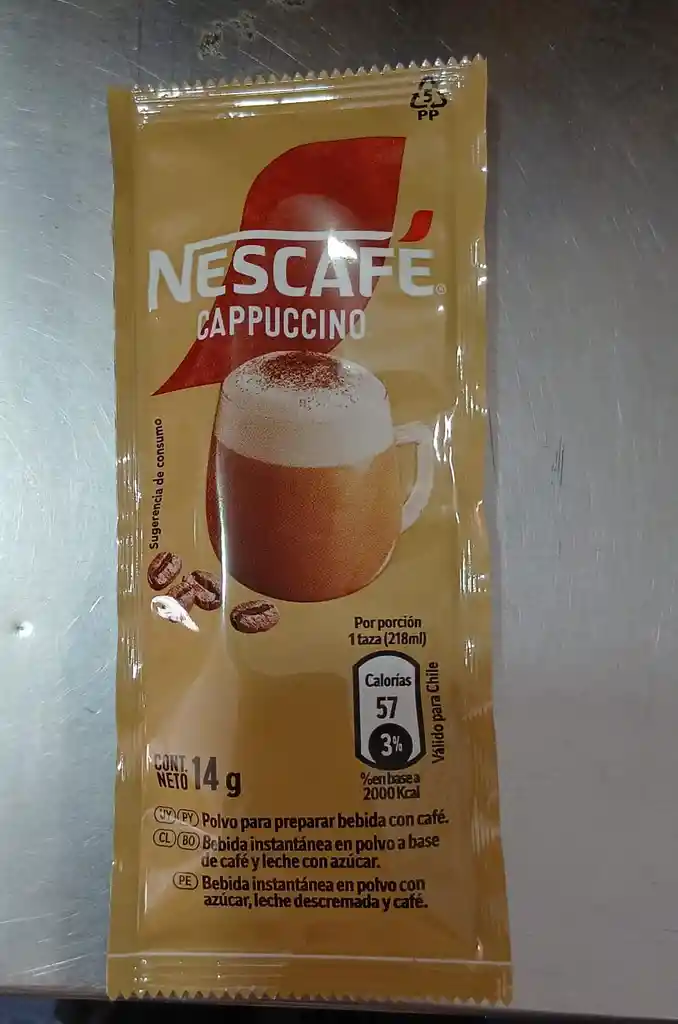 5
PP
NESCAFÉ®
CAPPUCCINO
Sugerencia de consumo
Por porción
1 taza (218ml)
Calorías
57
3%
Válido para Chile
%en base a
2000 Kcal
CONT.
NETO 14 g
UY PY Polvo para preparar bebida con café.
CL BO Bebida instantánea en polvo a base
de café y leche con azúcar.
PE Bebida instantánea en polvo con
azúcar, leche descremada y café.